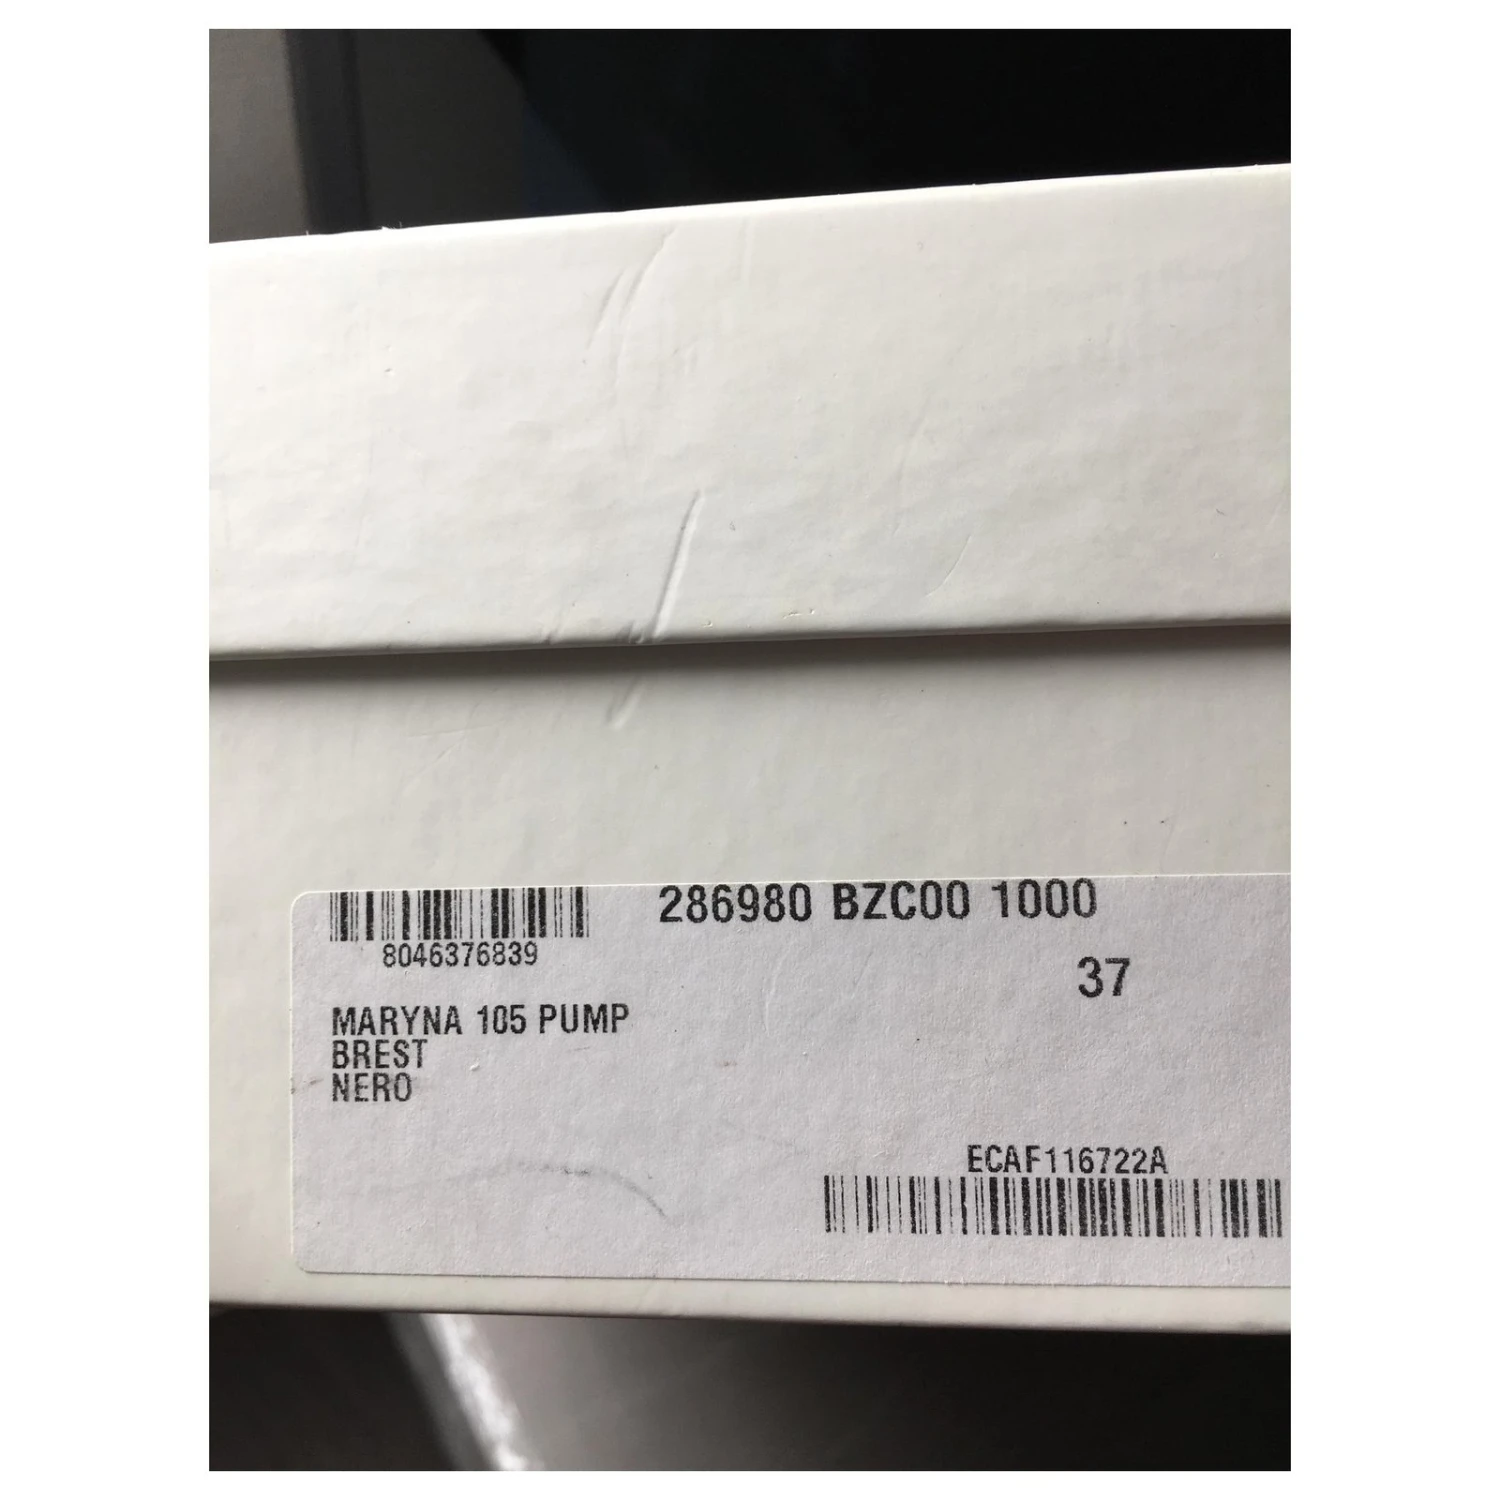 286980 BZC00 1000
8046376839
37
MARYNA 105 PUMP
BREST
NERO
ECAF116722A